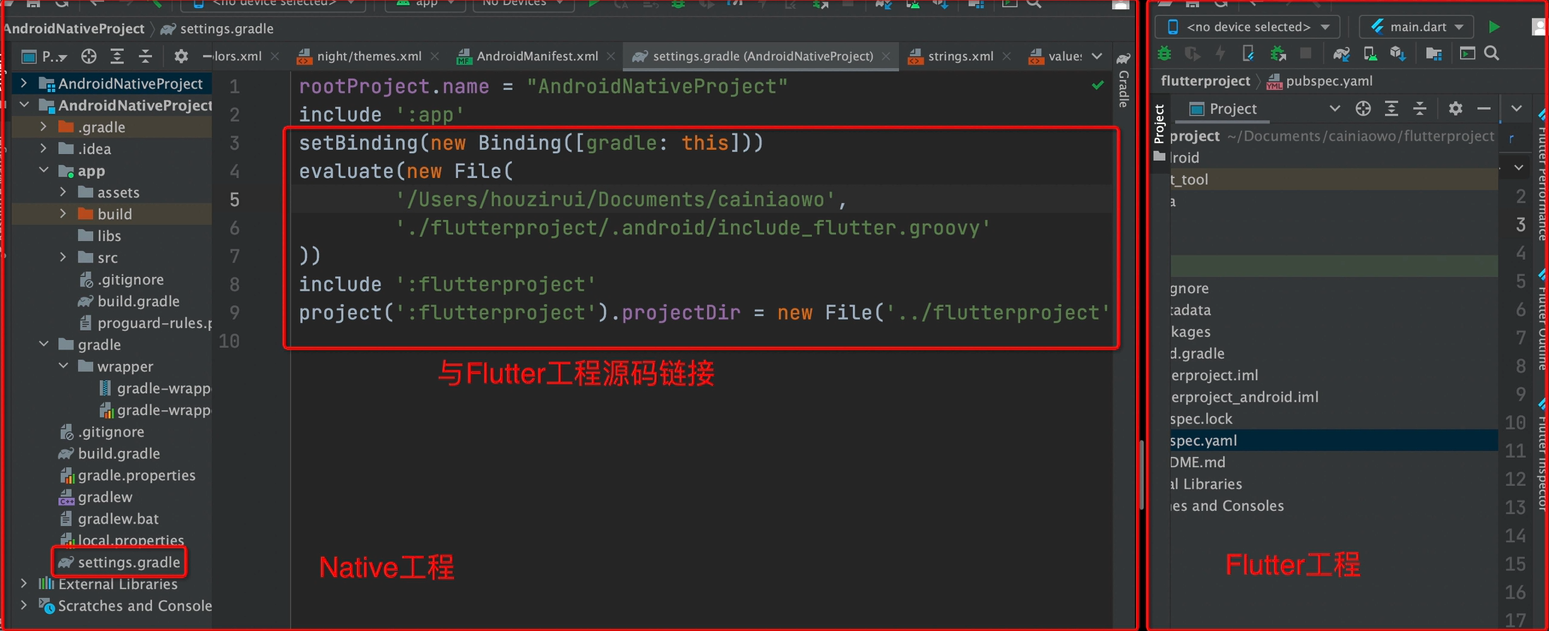 <no device selected>
app
No Devices
AndroidNativeProject
settings.gradle
P...
lors.xml
night/themes.xml
AndroidManifest.xml
settings.gradle (AndroidNativeProject)
strings.xml
values
Gradle
AndroidNativeProject
AndroidNativeProject
.gradle
.idea
app
assets
build
libs
src
.gitignore
build.gradle
proguard-rules.p
gradle
wrapper
gradle-wrapp
gradle-wrapp
.gitignore
build.gradle
gradle.properties
gradlew
gradlew.bat
local.properties
settings.gradle
External Libraries
Scratches and Console
1 rootProject.name = "AndroidNativeProject"
2 include ':app'
3 setBinding(new Binding([gradle: this]))
4 evaluate(new File(
5 '/Users/houzirui/Documents/cainiaowo',
6 './flutterproject/.android/include_flutter.groovy'
7 ))
8 include ':flutterproject'
9 project(':flutterproject').projectDir = new File('../flutterproject'
10
与Flutter工程源码链接
Native工程
<no device selected>
main.dart
flutterproject
pubspec.yaml
Project
Project
project ~/Documents/cainiaowo/flutterproject
roid
t_tool
a
gnore
tadata
kages
d.gradle
erproject.iml
erproject_android.iml
spec.lock
spec.yaml
DME.md
al Libraries
es and Consoles
r
2
3
4
5
6
7
8
9
10
11
12
13
14
15
16
17
Flutter Performance
Flutter Outline
Flutter Inspector
Flutter工程